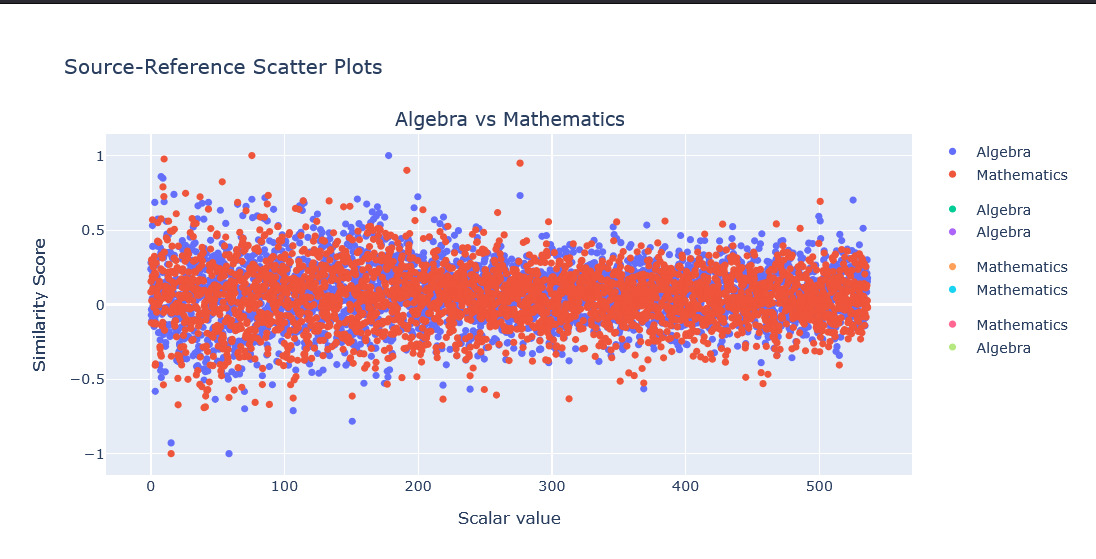 Source-Reference Scatter Plots
Algebra vs Mathematics
Similarity Score
1
0.5
0
−0.5
−1
0
100
200
300
400
500
Scalar value
Algebra
Mathematics
Algebra
Algebra
Mathematics
Mathematics
Mathematics
Algebra